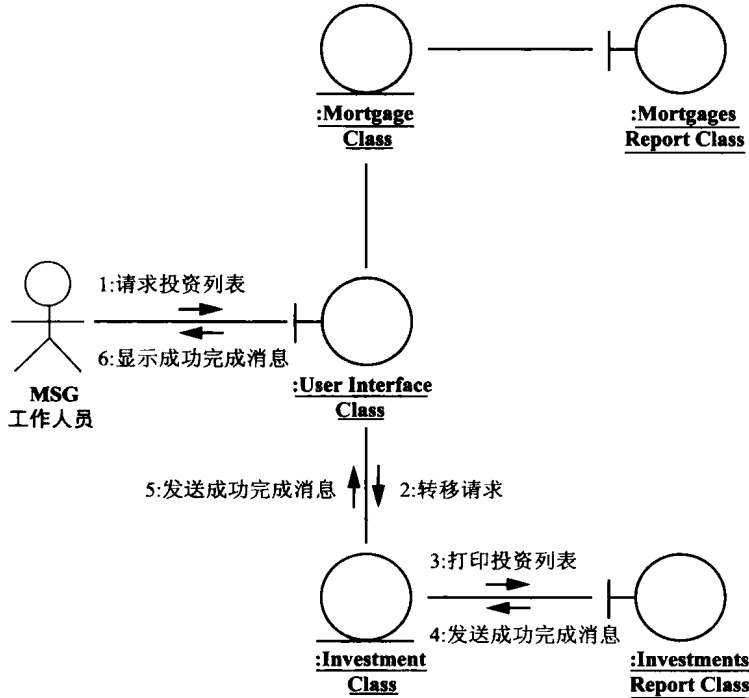 :Mortgage
Class
:Mortgages
Report Class
1:请求投资列表
6:显示成功完成消息
MSG
工作人员
:User Interface
Class
5:发送成功完成消息
2:转移请求
3:打印投资列表
4:发送成功完成消息
:Investment
Class
:Investments
Report Class